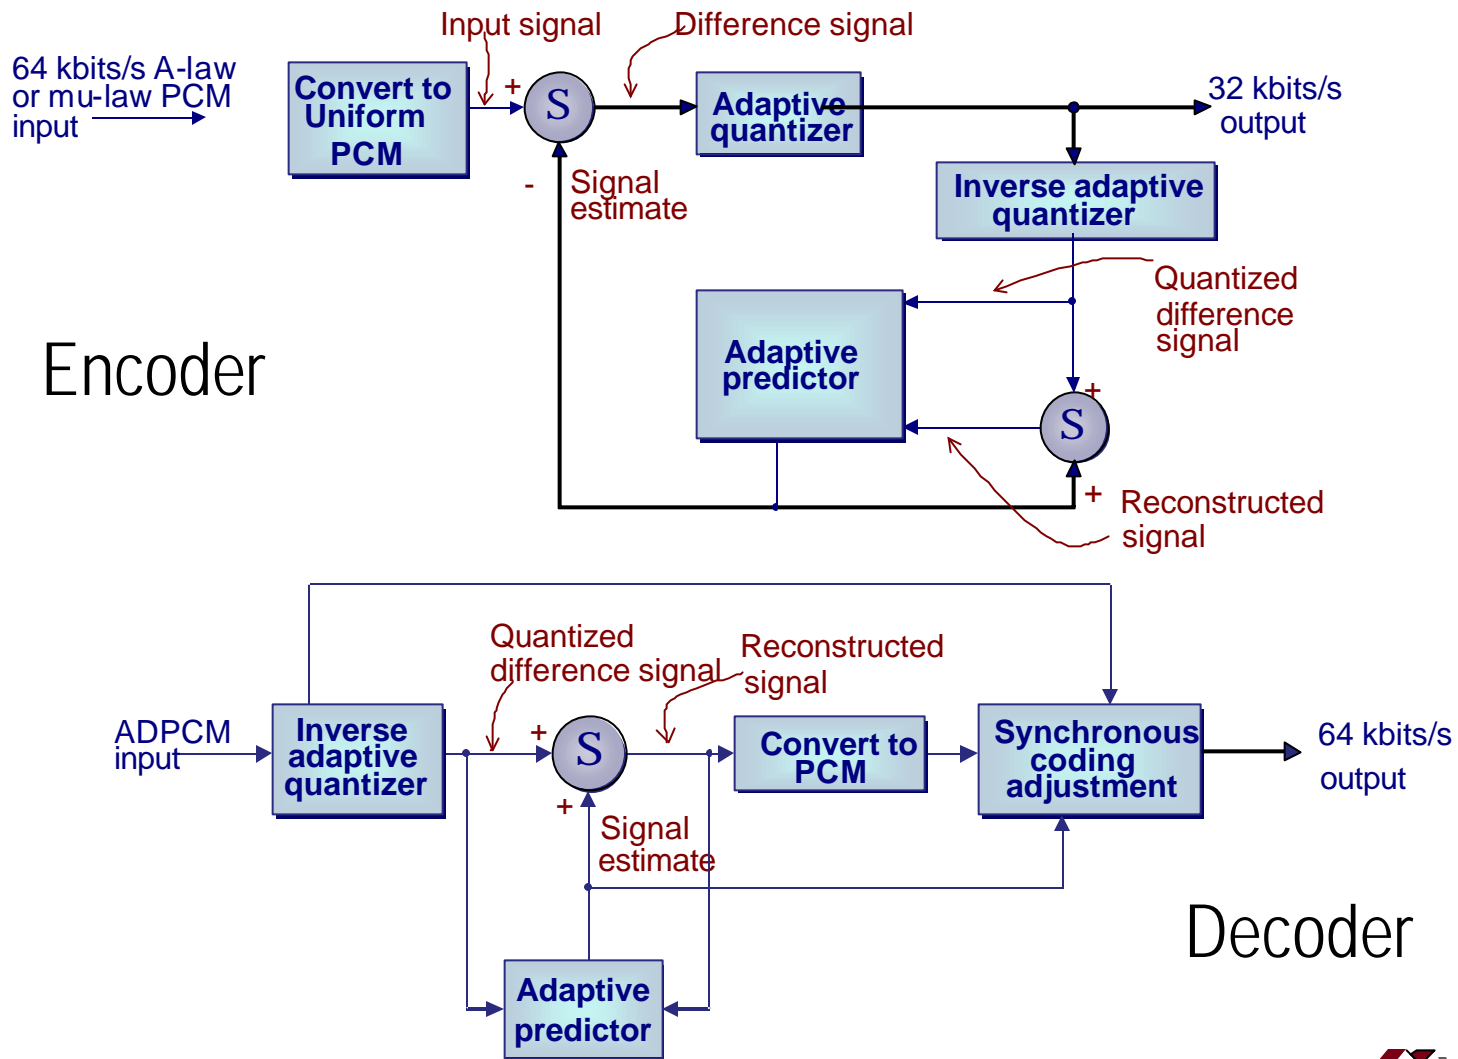 Input signal
Difference signal
64 kbits/s A-law
or mu-law PCM
input
Convert to
Uniform
PCM
+
S
Adaptive
quantizer
32 kbits/s
output
-
Signal
estimate
Inverse adaptive
quantizer
Quantized
difference
signal
Adaptive
predictor
Encoder
+
S
+
Reconstructed
signal
Quantized
difference signal
Reconstructed
signal
ADPCM
input
Inverse
adaptive
quantizer
+
S
+
Convert to
PCM
Synchronous
coding
adjustment
64 kbits/s
output
Signal
estimate
Decoder
Adaptive
predictor